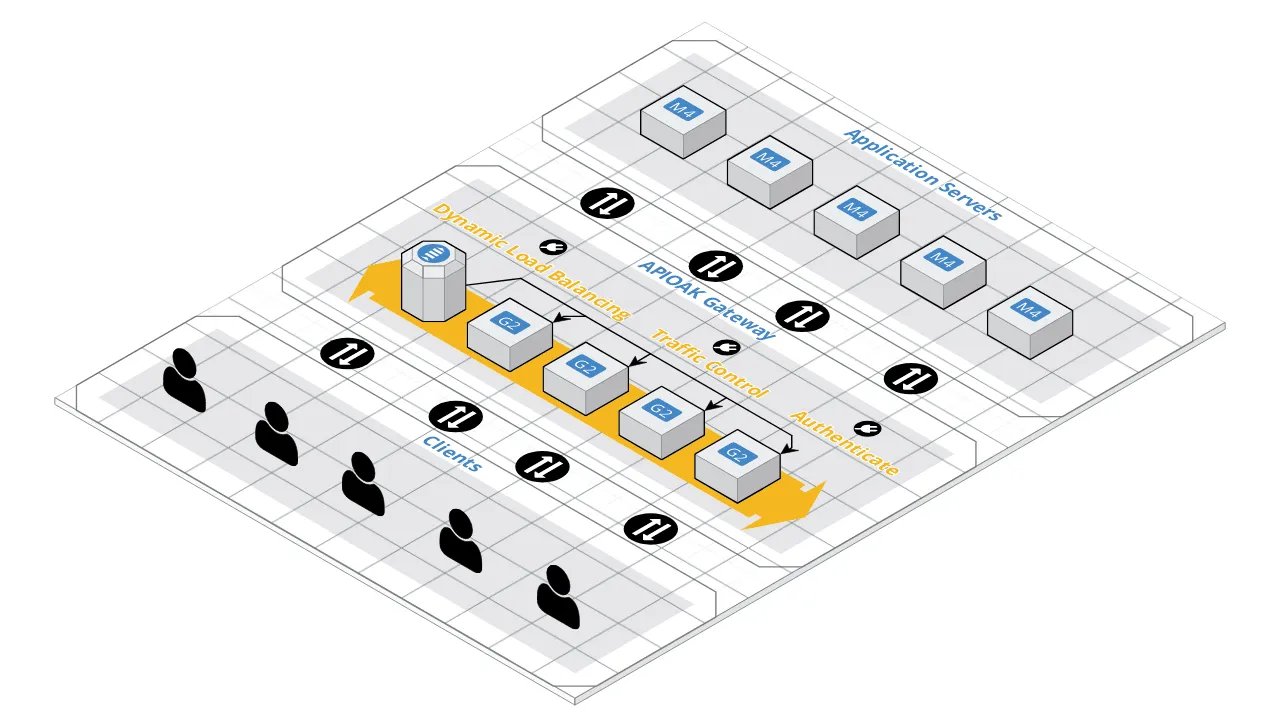 M4
M4
M4
M4
M4
Application Servers
Dynamic Load Balancing
APIOAK Gateway
Traffic Control
Authenticate
G2
G2
G2
G2
Clients